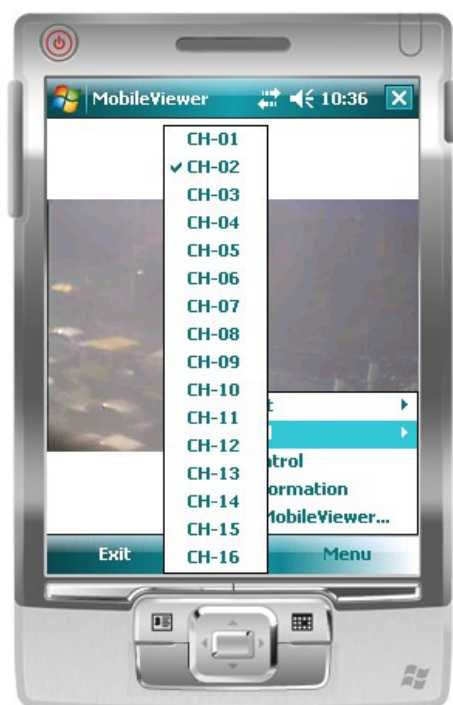 MobileViewer 10:36
CH-01
CH-02
CH-03
CH-04
CH-05
CH-06
CH-07
CH-08
CH-09
CH-10
CH-11
CH-12
CH-13
CH-14
CH-15
CH-16
t
l
ntrol
ormation
MobileViewer...
Exit
Menu